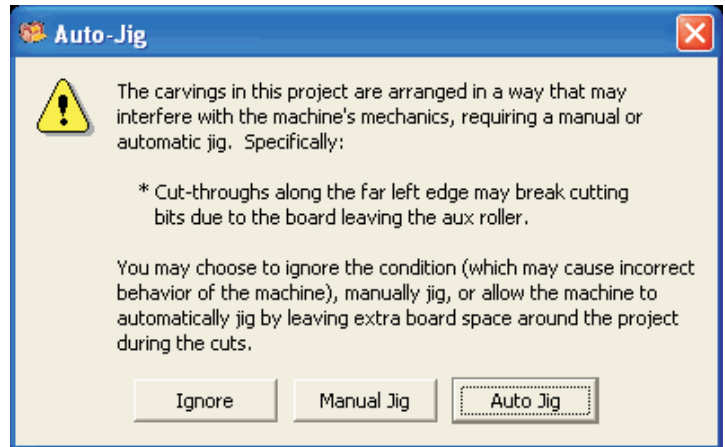 Auto-Jig
The carvings in this project are arranged in a way that may
interfere with the machine's mechanics, requiring a manual or
automatic jig.  Specifically:
* Cut-throughs along the far left edge may break cutting
bits due to the board leaving the aux roller.
You may choose to ignore the condition (which may cause incorrect
behavior of the machine), manually jig, or allow the machine to
automatically jig by leaving extra board space around the project
during the cuts.
Ignore
Manual Jig
Auto Jig